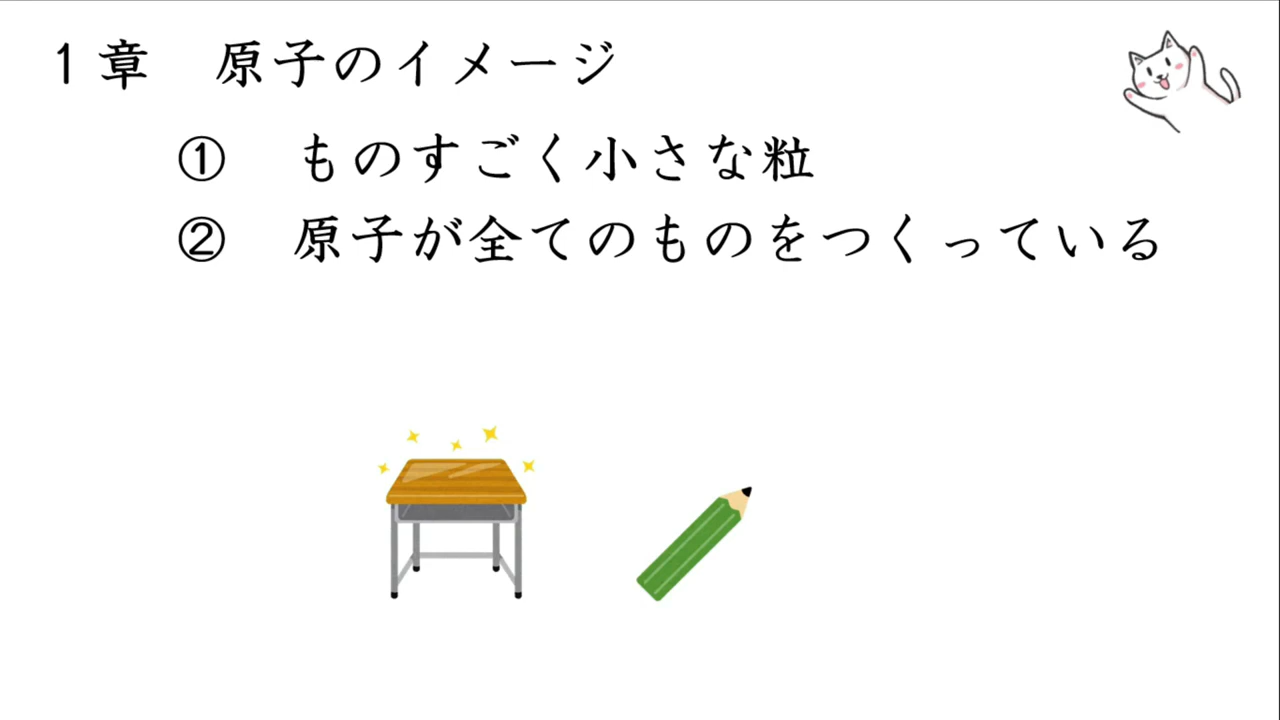 1章　原子のイメージ
①　ものすごく小さな粒
②　原子が全てのものをつくっている